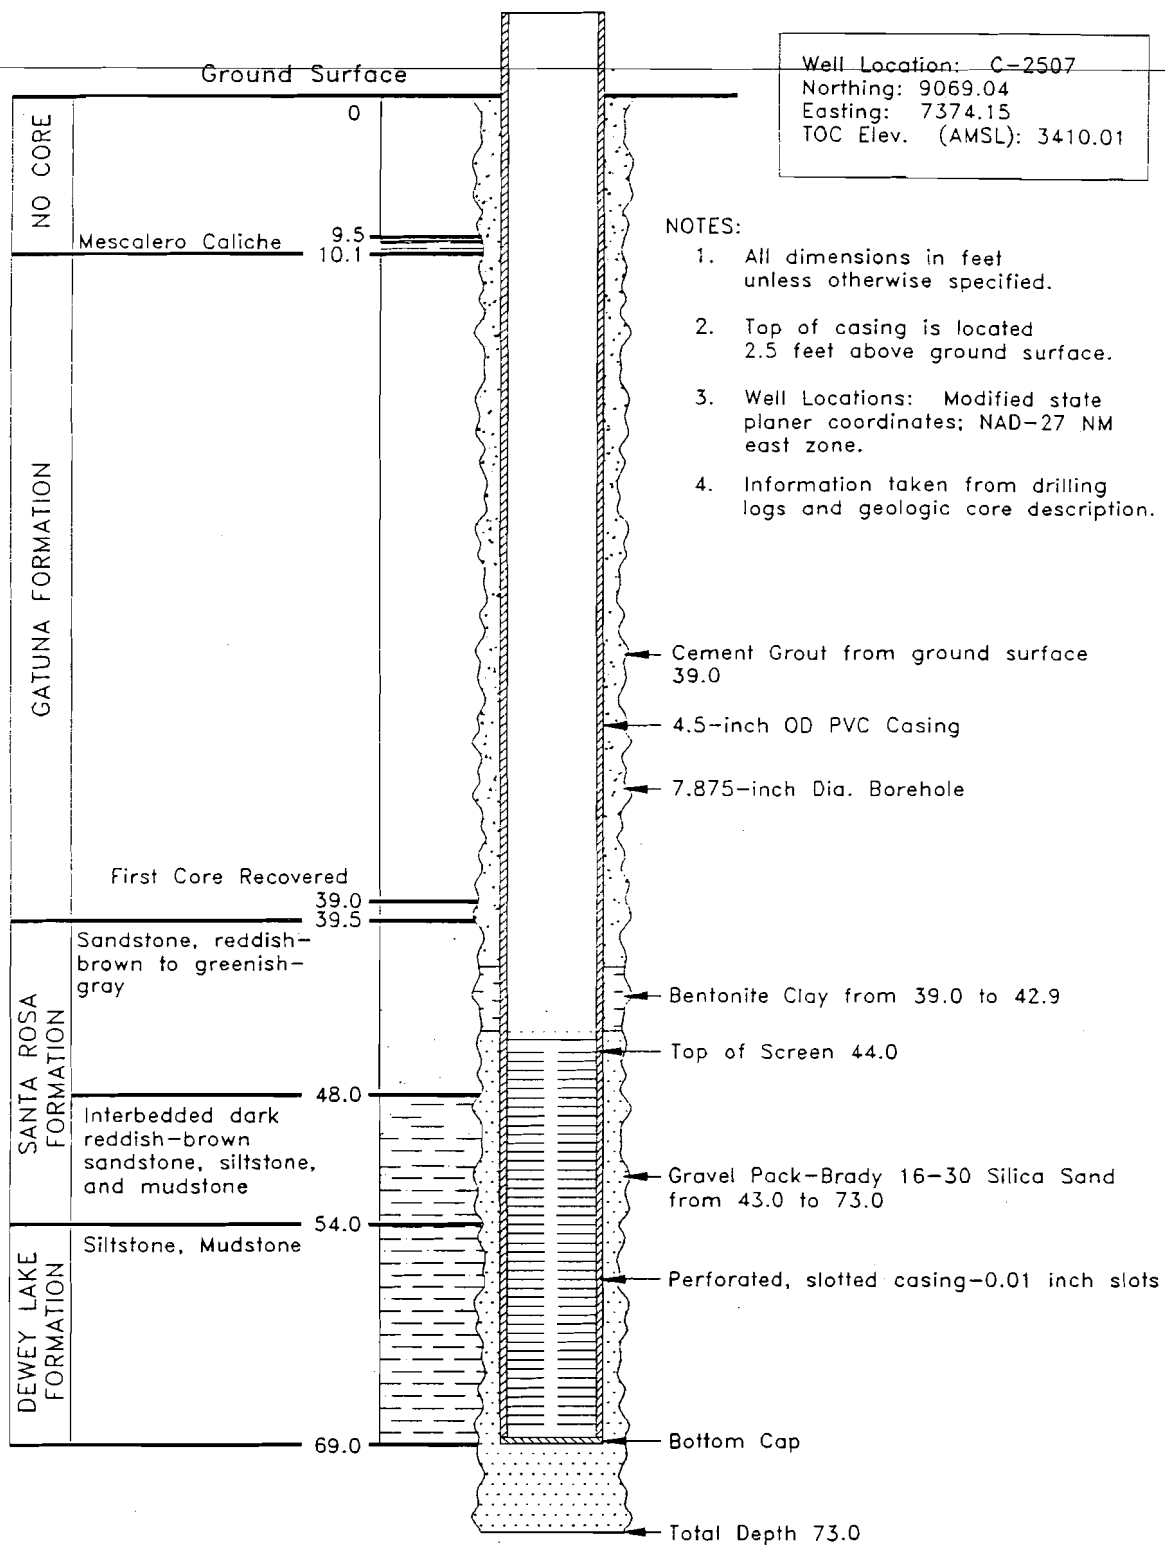 Ground Surface
Well Location: C-2507
Northing: 9069.04
Easting: 7374.15
TOC Elev. (AMSL): 3410.01
NO CORE
0
Mescalero Caliche
9.5
10.1
NOTES:
1. All dimensions in feet
unless otherwise specified.
2. Top of casing is located
2.5 feet above ground surface.
3. Well Locations: Modified state
planer coordinates; NAD-27 NM
east zone.
4. Information taken from drilling
logs and geologic core description.
GATUNA FORMATION
Cement Grout from ground surface
39.0
4.5-inch OD PVC Casing
7.875-inch Dia. Borehole
First Core Recovered
39.0
39.5
SANTA ROSA
FORMATION
Sandstone, reddish-
brown to greenish-
gray
Bentonite Clay from 39.0 to 42.9
Top of Screen 44.0
48.0
Interbedded dark
reddish-brown
sandstone, siltstone,
and mudstone
Gravel Pack-Brady 16-30 Silica Sand
from 43.0 to 73.0
54.0
DEWEY LAKE
FORMATION
Siltstone, Mudstone
Perforated, slotted casing-0.01 inch slots
69.0
Bottom Cap
Total Depth 73.0